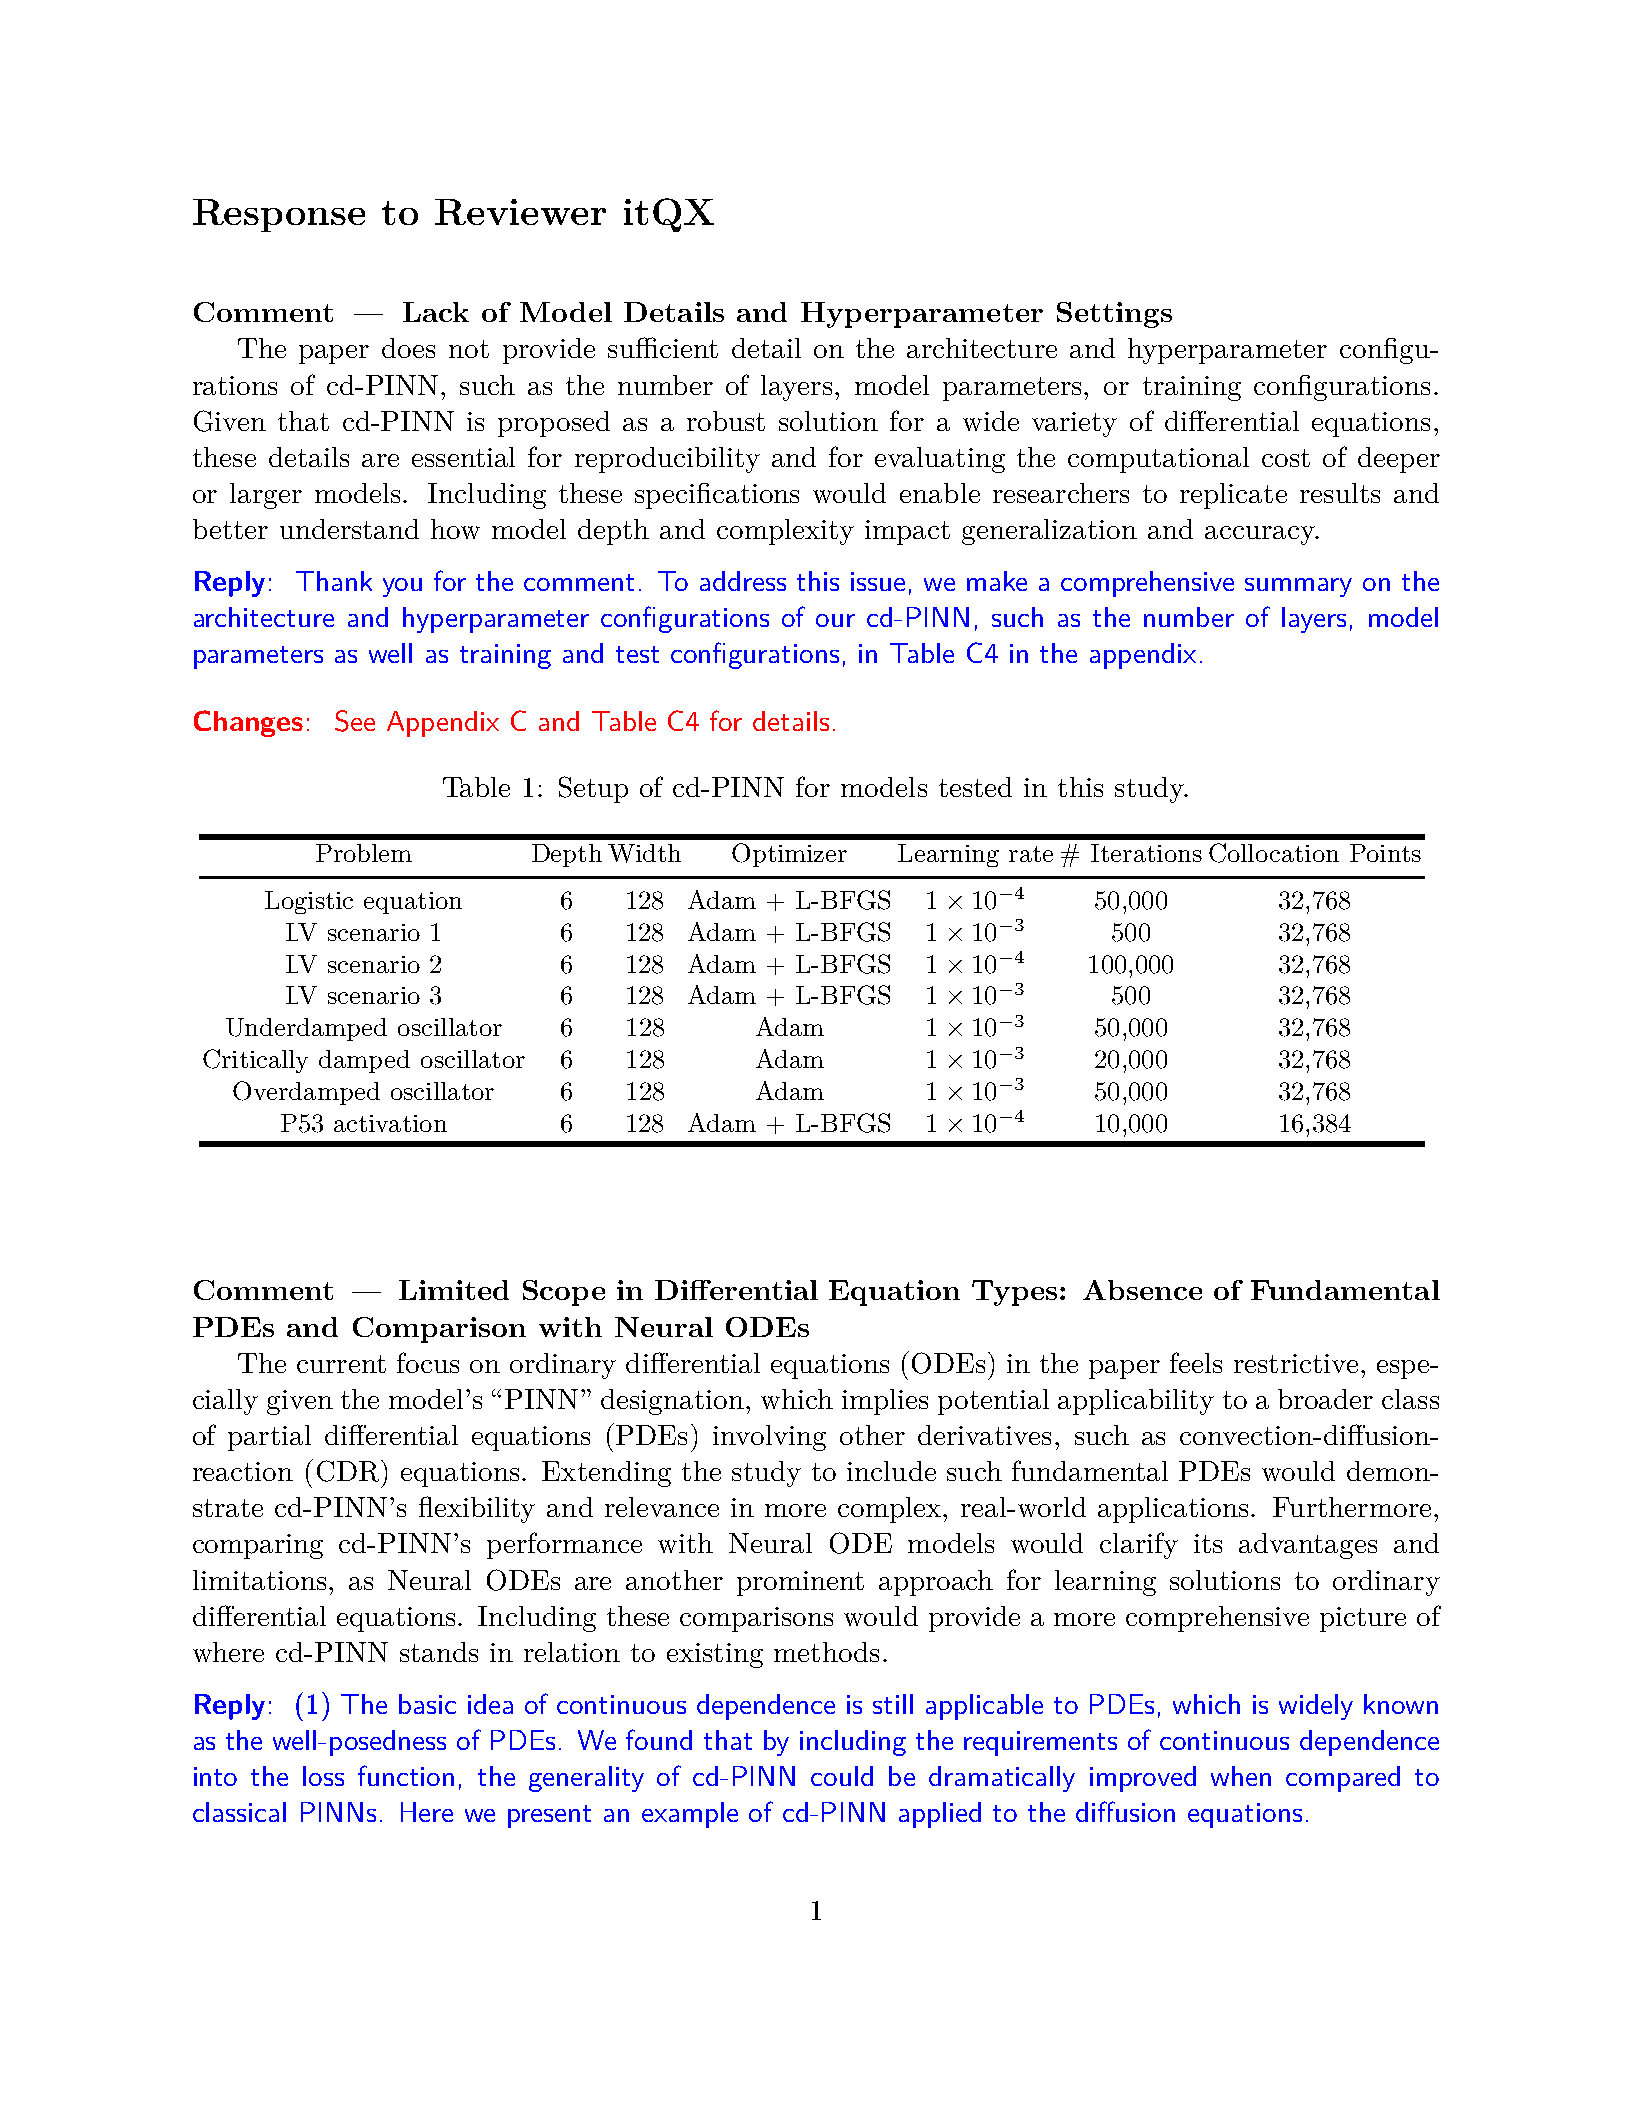 Response to Reviewer itQX
Comment — Lack of Model Details and Hyperparameter Settings
The paper does not provide sufficient detail on the architecture and hyperparameter configu-
rations of cd-PINN, such as the number of layers, model parameters, or training configurations.
Given that cd-PINN is proposed as a robust solution for a wide variety of differential equations,
these details are essential for reproducibility and for evaluating the computational cost of deeper
or larger models. Including these specifications would enable researchers to replicate results and
better understand how model depth and complexity impact generalization and accuracy.
Reply: Thank you for the comment. To address this issue, we make a comprehensive summary on the
architecture and hyperparameter configurations of our cd-PINN, such as the number of layers, model
parameters as well as training and test configurations, in Table C4 in the appendix.
Changes: See Appendix C and Table C4 for details.
Table 1: Setup of cd-PINN for models tested in this study.
Problem Depth Width Optimizer Learning rate # Iterations Collocation Points
Logistic equation 6 128 Adam + L-BFGS 1 × 10⁻⁴ 50,000 32,768
LV scenario 1 6 128 Adam + L-BFGS 1 × 10⁻³ 500 32,768
LV scenario 2 6 128 Adam + L-BFGS 1 × 10⁻⁴ 100,000 32,768
LV scenario 3 6 128 Adam + L-BFGS 1 × 10⁻³ 500 32,768
Underdamped oscillator 6 128 Adam 1 × 10⁻³ 50,000 32,768
Critically damped oscillator 6 128 Adam 1 × 10⁻³ 20,000 32,768
Overdamped oscillator 6 128 Adam 1 × 10⁻³ 50,000 32,768
P53 activation 6 128 Adam + L-BFGS 1 × 10⁻⁴ 10,000 16,384
Comment — Limited Scope in Differential Equation Types: Absence of Fundamental
PDEs and Comparison with Neural ODEs
The current focus on ordinary differential equations (ODEs) in the paper feels restrictive, espe-
cially given the model’s “PINN” designation, which implies potential applicability to a broader class
of partial differential equations (PDEs) involving other derivatives, such as convection-diffusion-
reaction (CDR) equations. Extending the study to include such fundamental PDEs would demon-
strate cd-PINN’s flexibility and relevance in more complex, real-world applications. Furthermore,
comparing cd-PINN’s performance with Neural ODE models would clarify its advantages and
limitations, as Neural ODEs are another prominent approach for learning solutions to ordinary
differential equations. Including these comparisons would provide a more comprehensive picture of
where cd-PINN stands in relation to existing methods.
Reply: (1) The basic idea of continuous dependence is still applicable to PDEs, which is widely known
as the well-posedness of PDEs. We found that by including the requirements of continuous dependence
into the loss function, the generality of cd-PINN could be dramatically improved when compared to
classical PINNs. Here we present an example of cd-PINN applied to the diffusion equations.
1